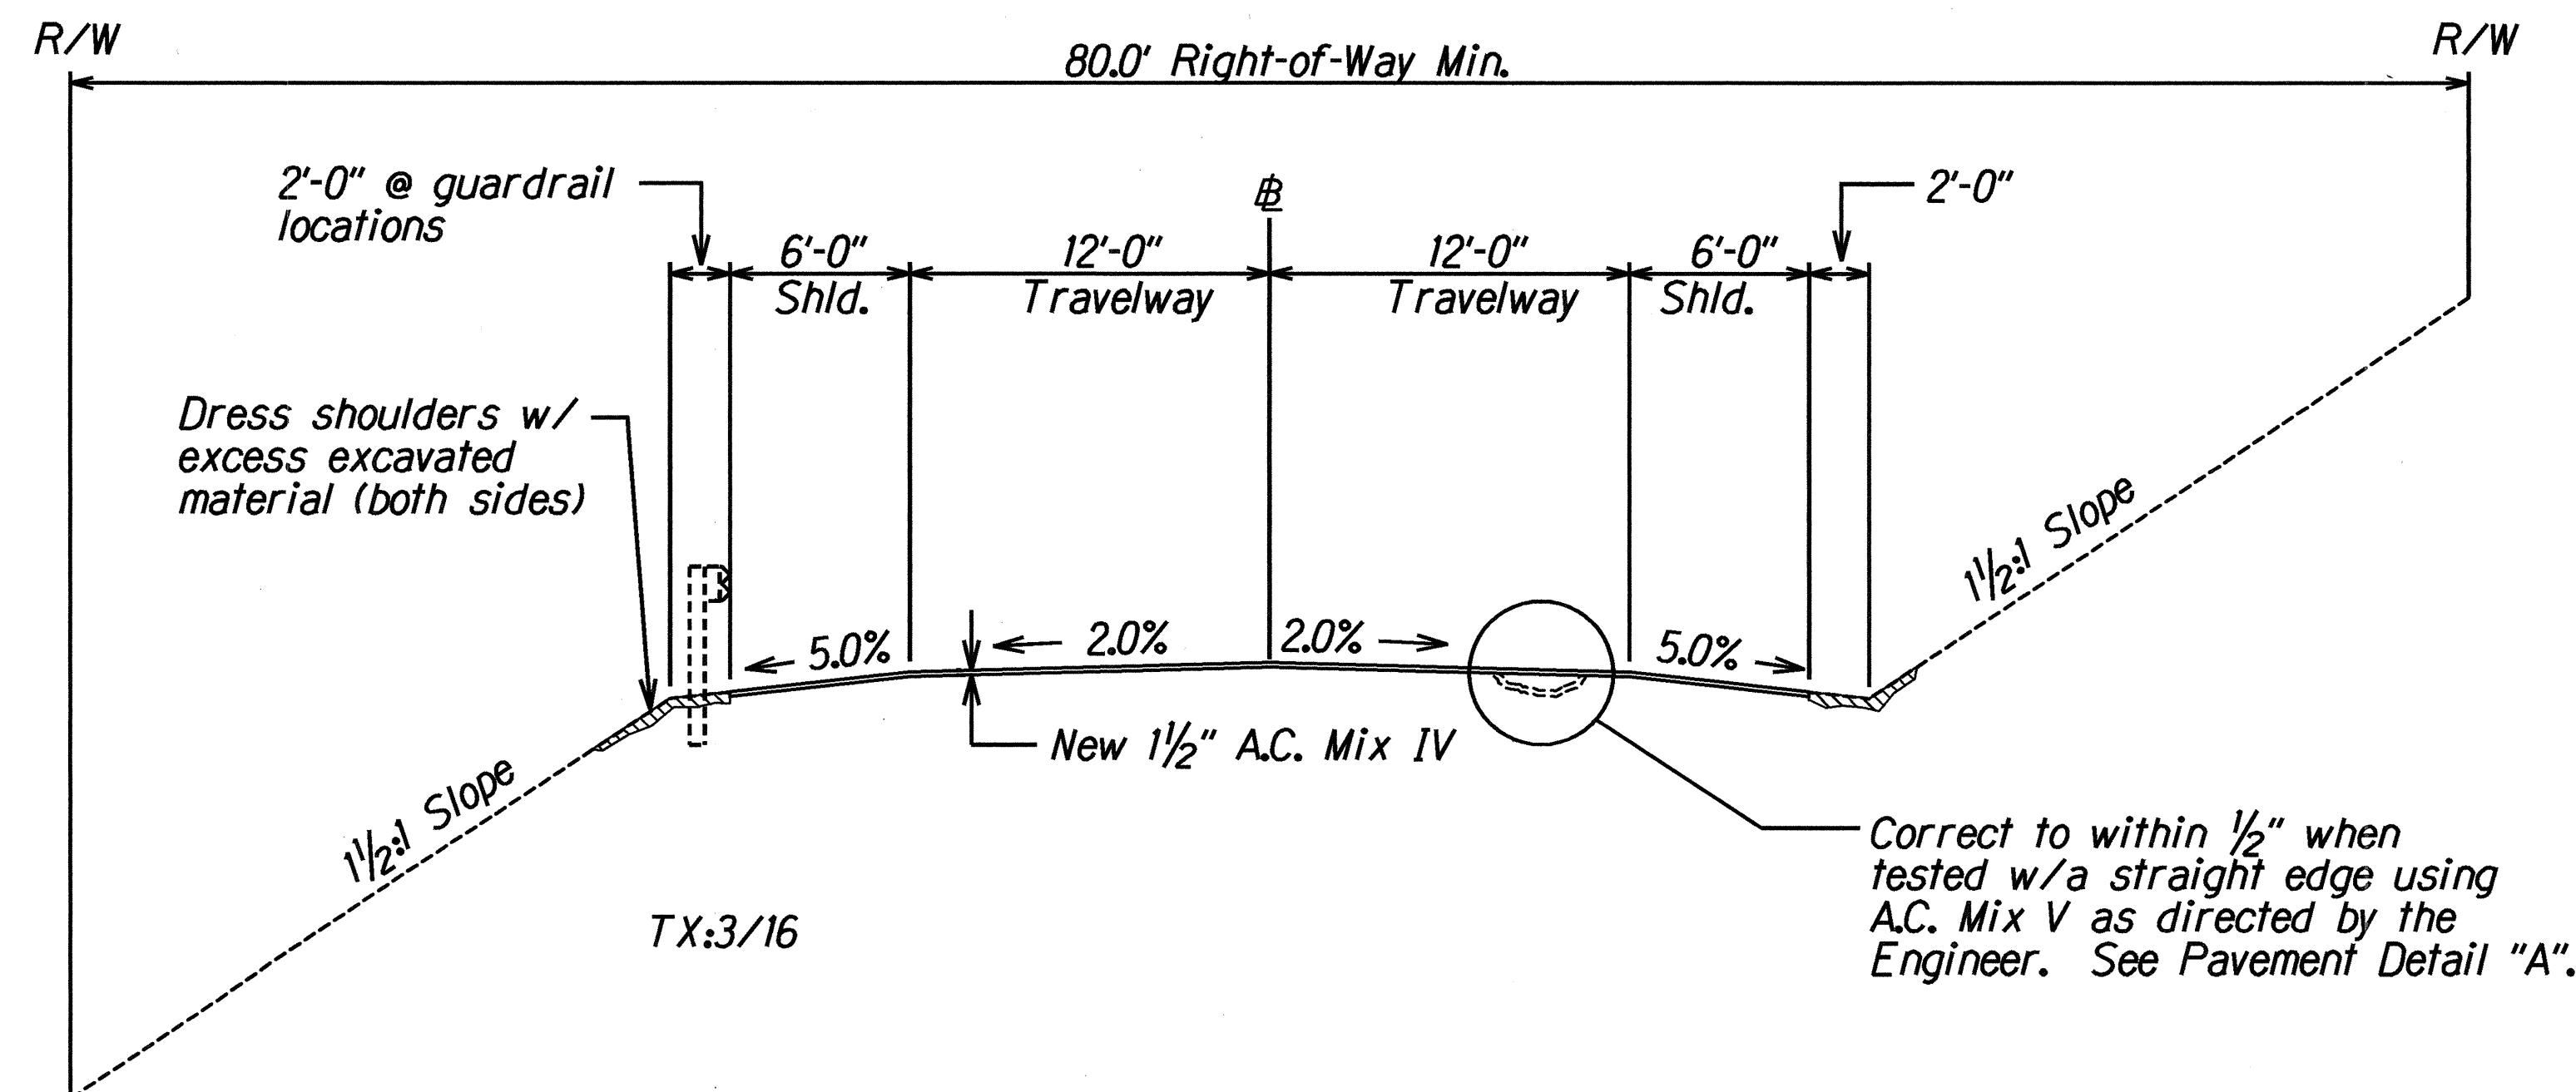 R/W
R/W
80.0' Right-of-Way Min.
2'-0" @ guardrail
locations
BL
2'-0"
6'-0"
12'-0"
12'-0"
6'-0"
Shld.
Travelway
Travelway
Shld.
Dress shoulders w/
excess excavated
material (both sides)
1½:1 Slope
5.0%
2.0%
2.0%
5.0%
New 1½" A.C. Mix IV
1½:1 Slope
Correct to within ½" when
tested w/a straight edge using
A.C. Mix V as directed by the
Engineer. See Pavement Detail "A".
TX:3/16